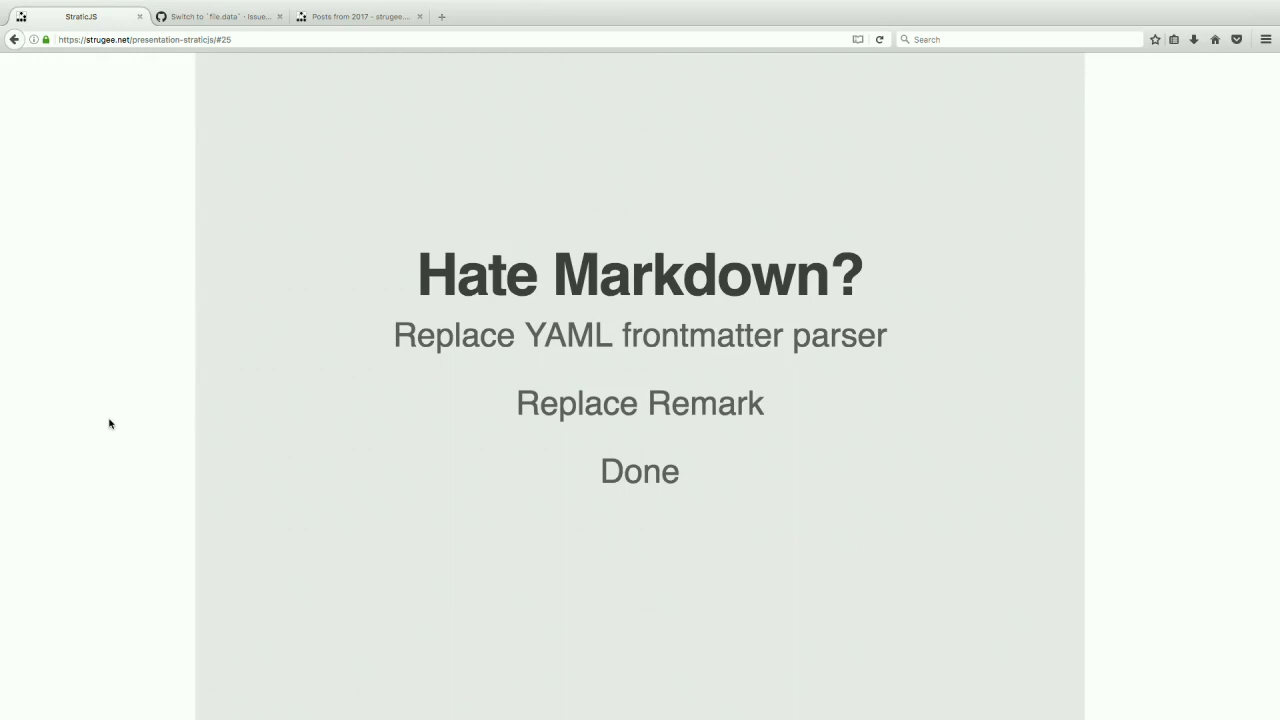 StraticJS
Switch to `file.data` · Issue...
Posts from 2017 - strugee....
https://strugee.net/presentation-straticjs/#25
Search
Hate Markdown?
Replace YAML frontmatter parser
Replace Remark
Done